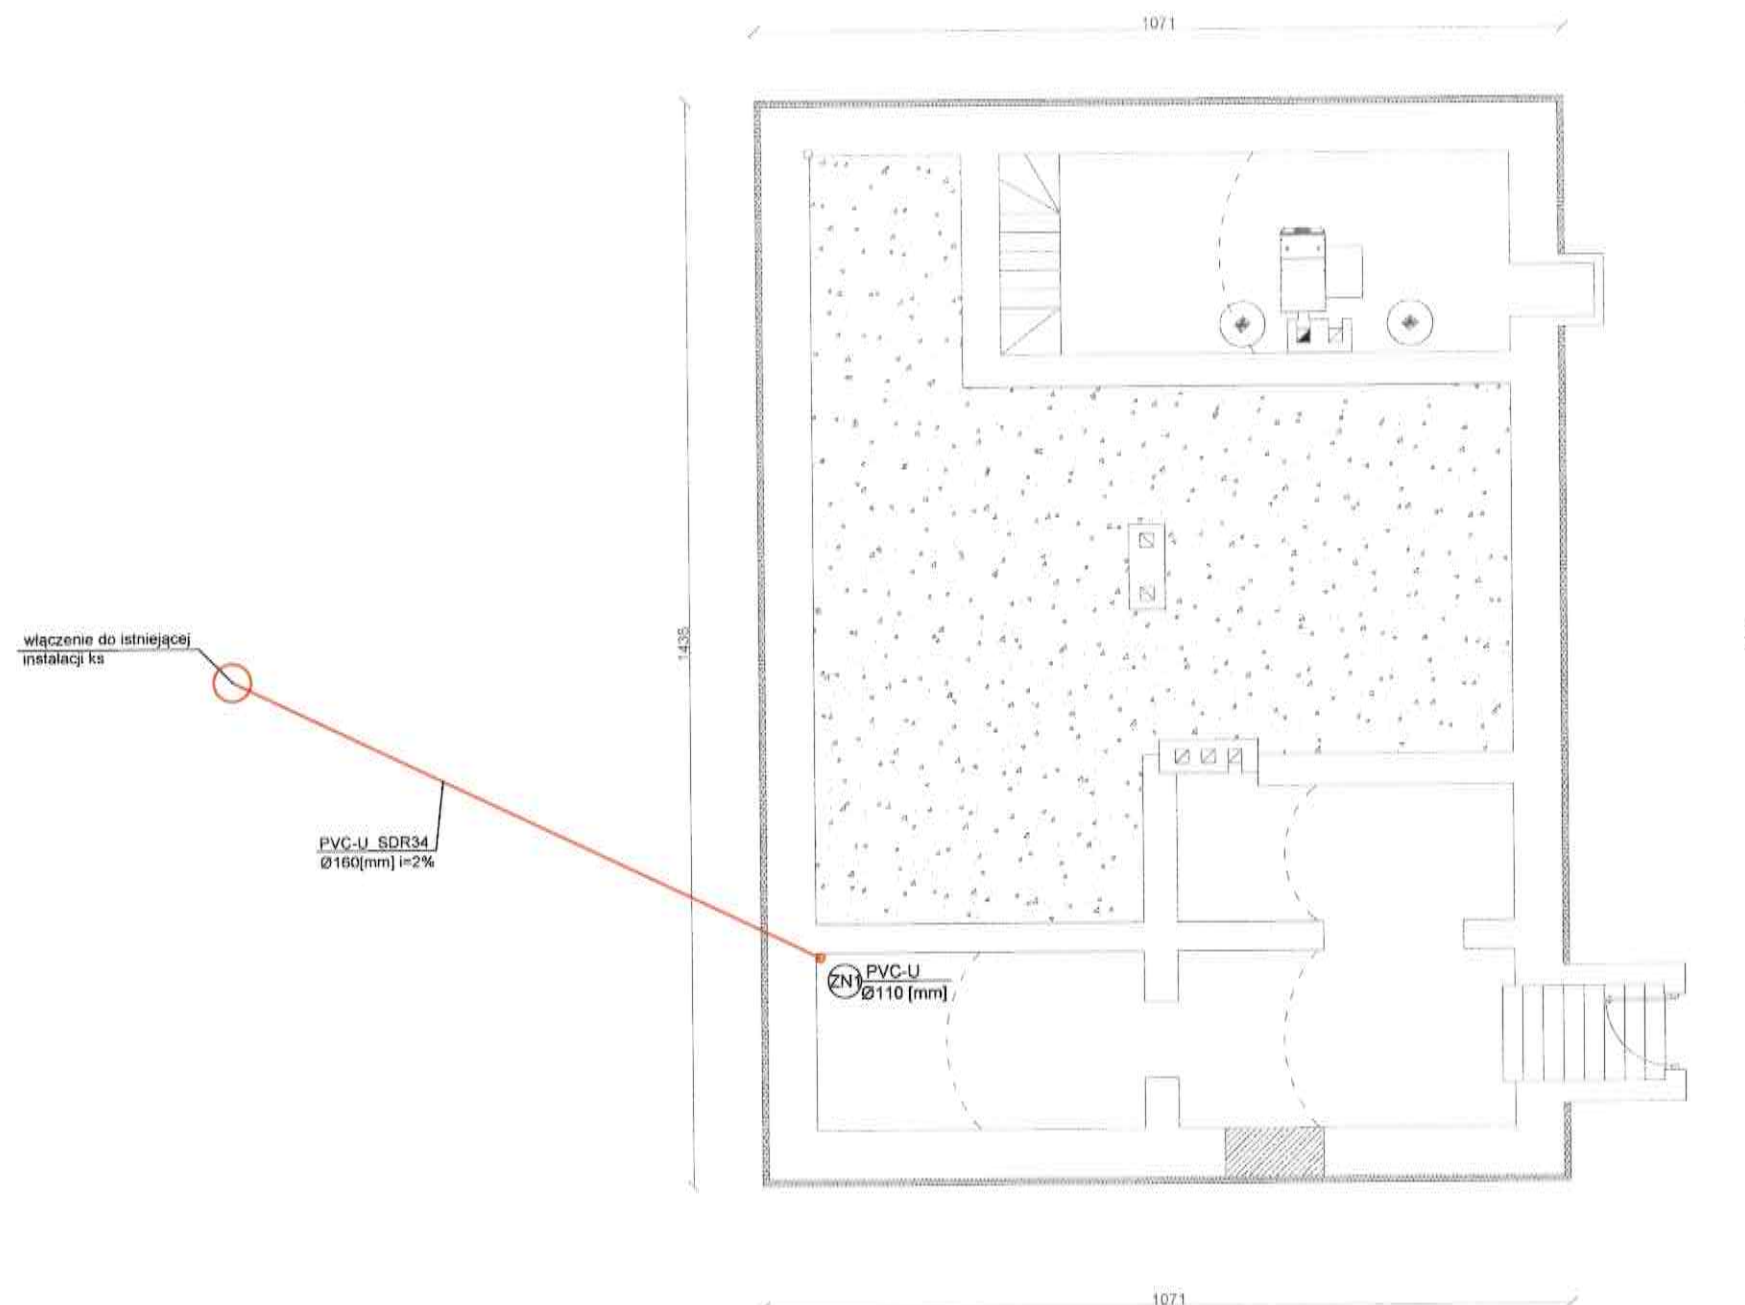 1071
1435
włączenie do istniejącej
instalacji ks
PVC-U SDR34
Ø160[mm] i=2%
ZN1 PVC-U
Ø110 [mm]
1071